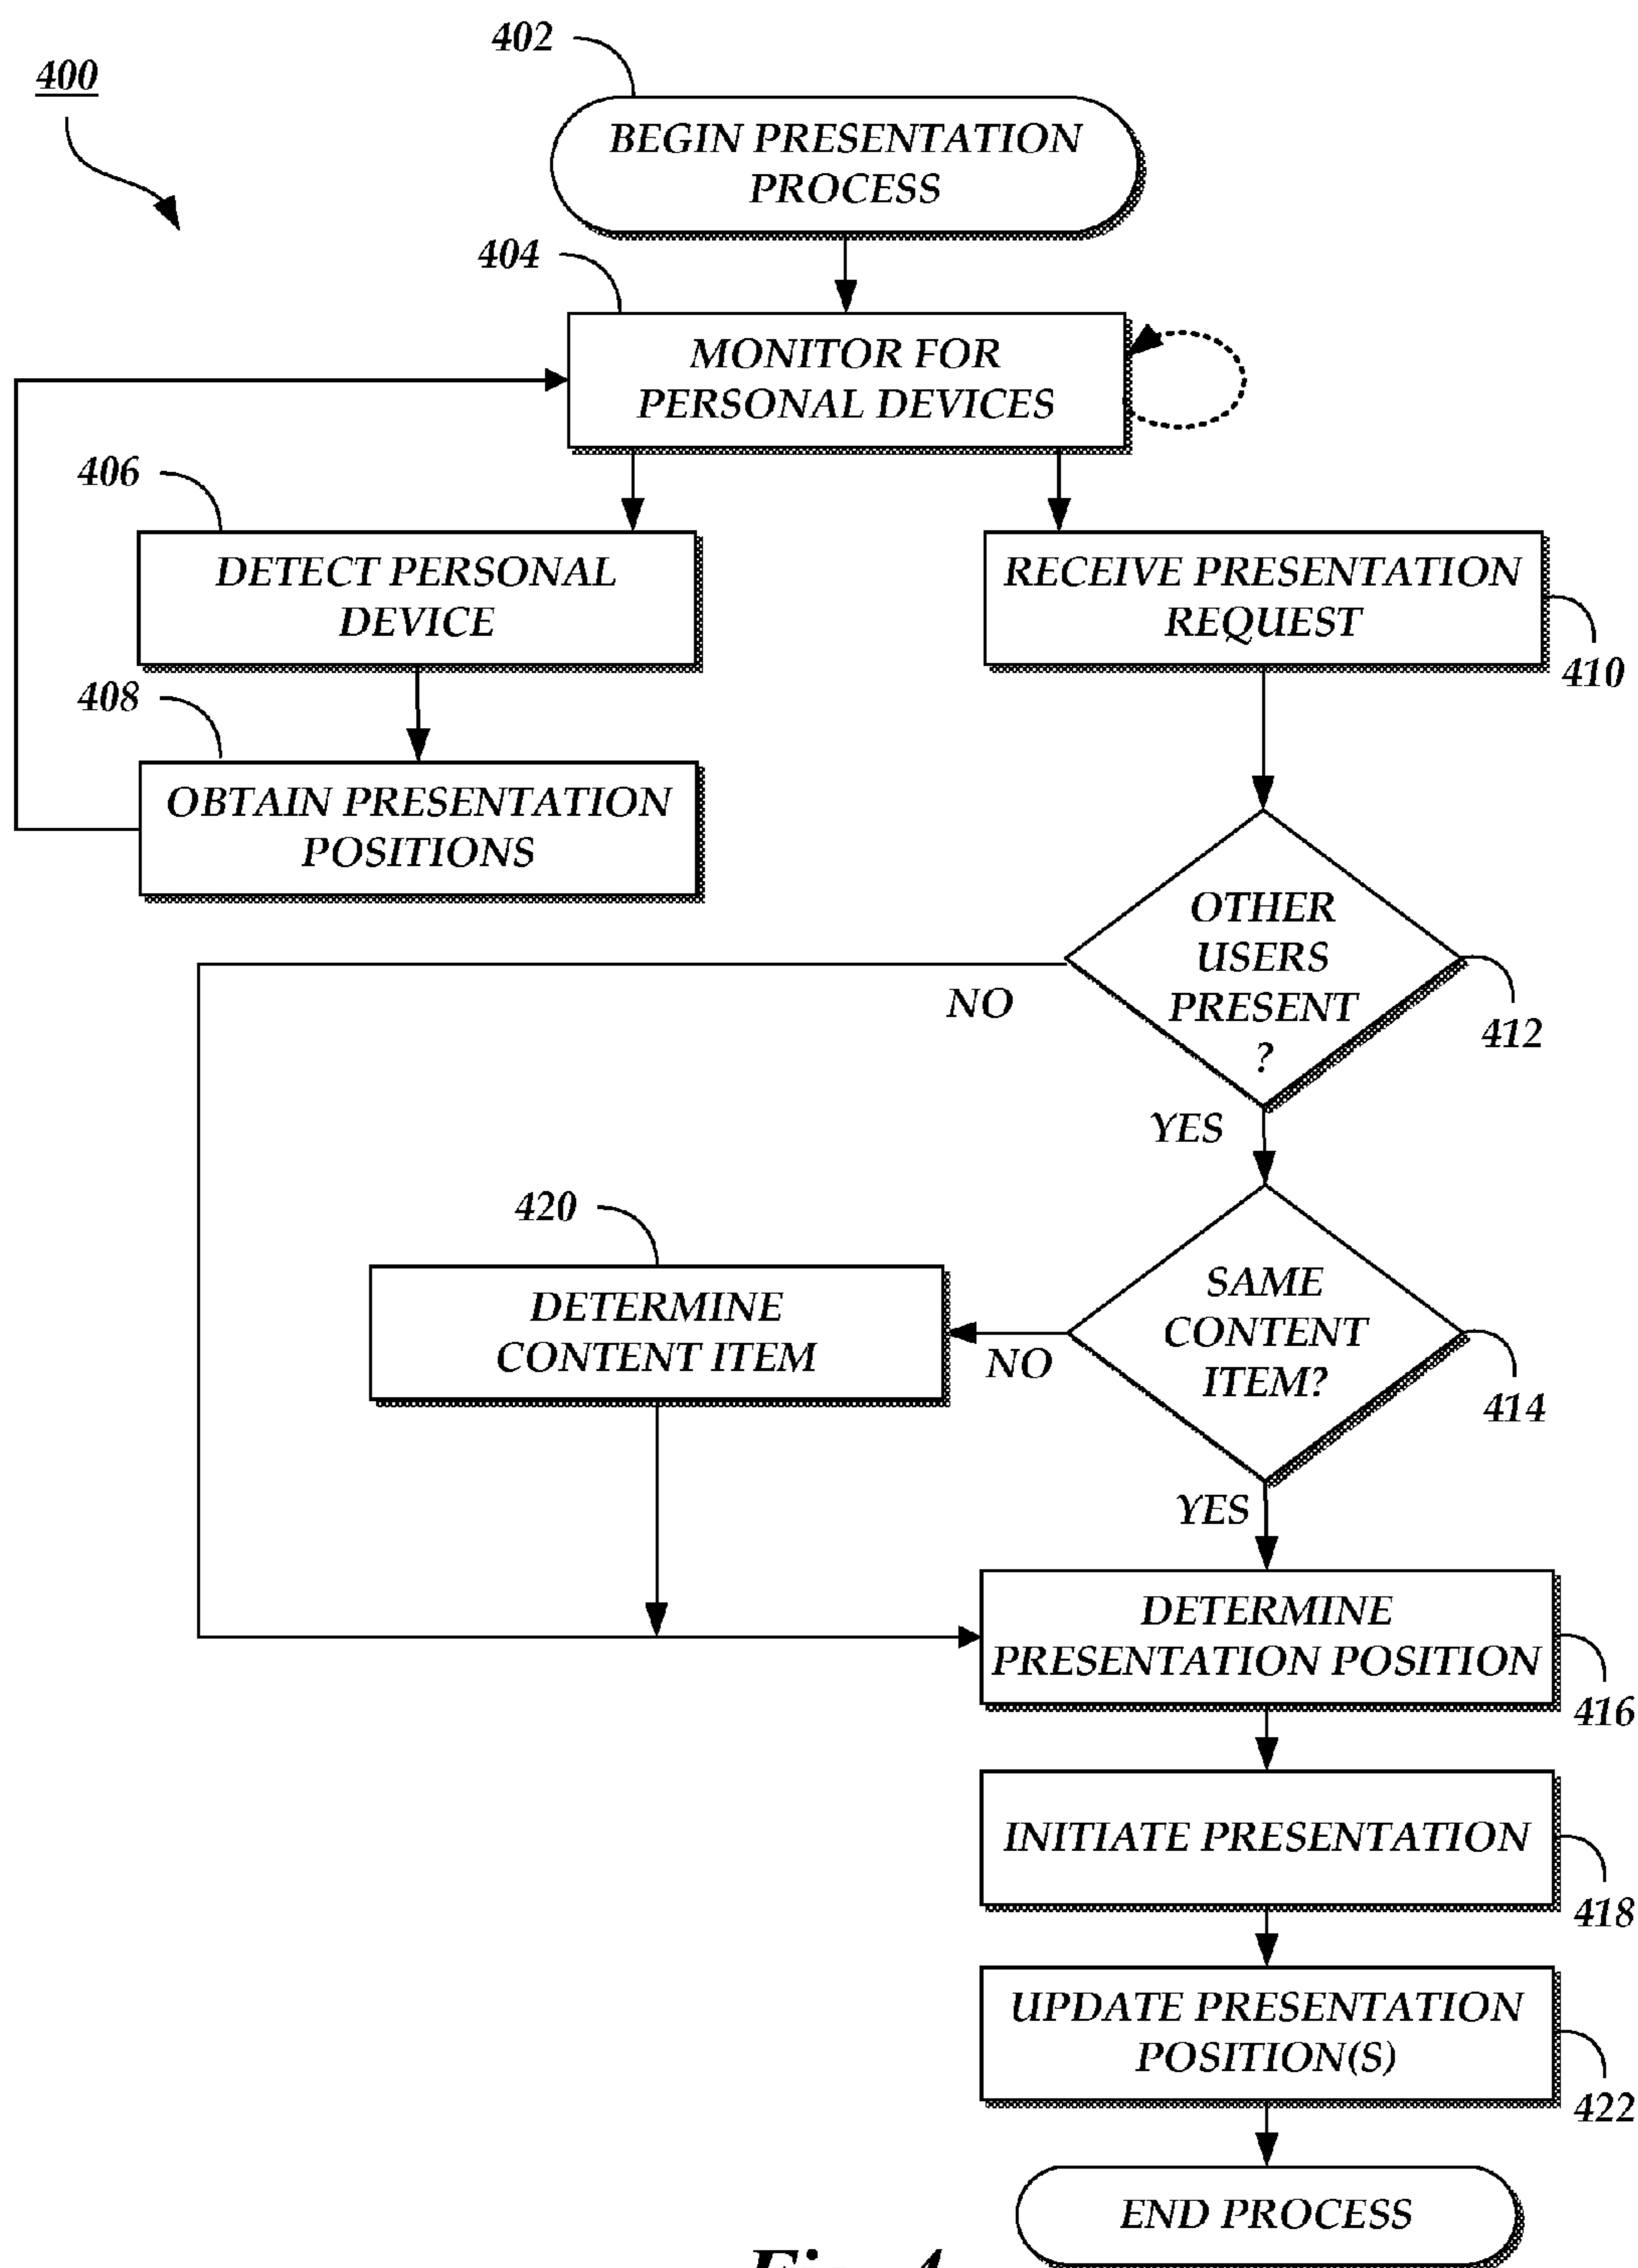 400
402
BEGIN PRESENTATION
PROCESS
404
MONITOR FOR
PERSONAL DEVICES
406
DETECT PERSONAL
DEVICE
RECEIVE PRESENTATION
REQUEST
410
408
OBTAIN PRESENTATION
POSITIONS
OTHER
USERS
PRESENT
?
412
NO
YES
420
DETERMINE
CONTENT ITEM
NO
SAME
CONTENT
ITEM?
414
YES
DETERMINE
PRESENTATION POSITION
416
INITIATE PRESENTATION
418
UPDATE PRESENTATION
POSITION(S)
422
END PROCESS
Fig. 4